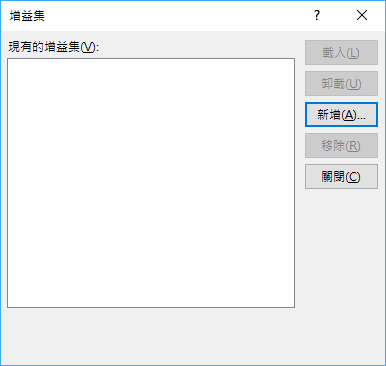 增益集
現有的增益集(V):
載入(L)
卸載(U)
新增(A)...
移除(R)
關閉(C)